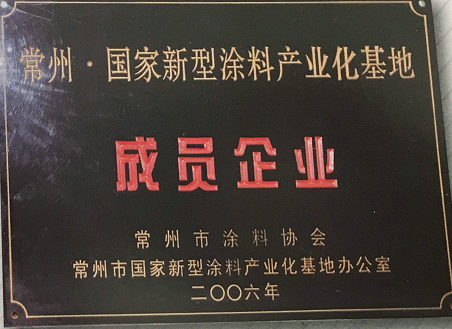 常州·国家新型涂料产业化基地
成员企业
常州市涂料协会
常州市国家新型涂料产业化基地办公室
二〇〇六年